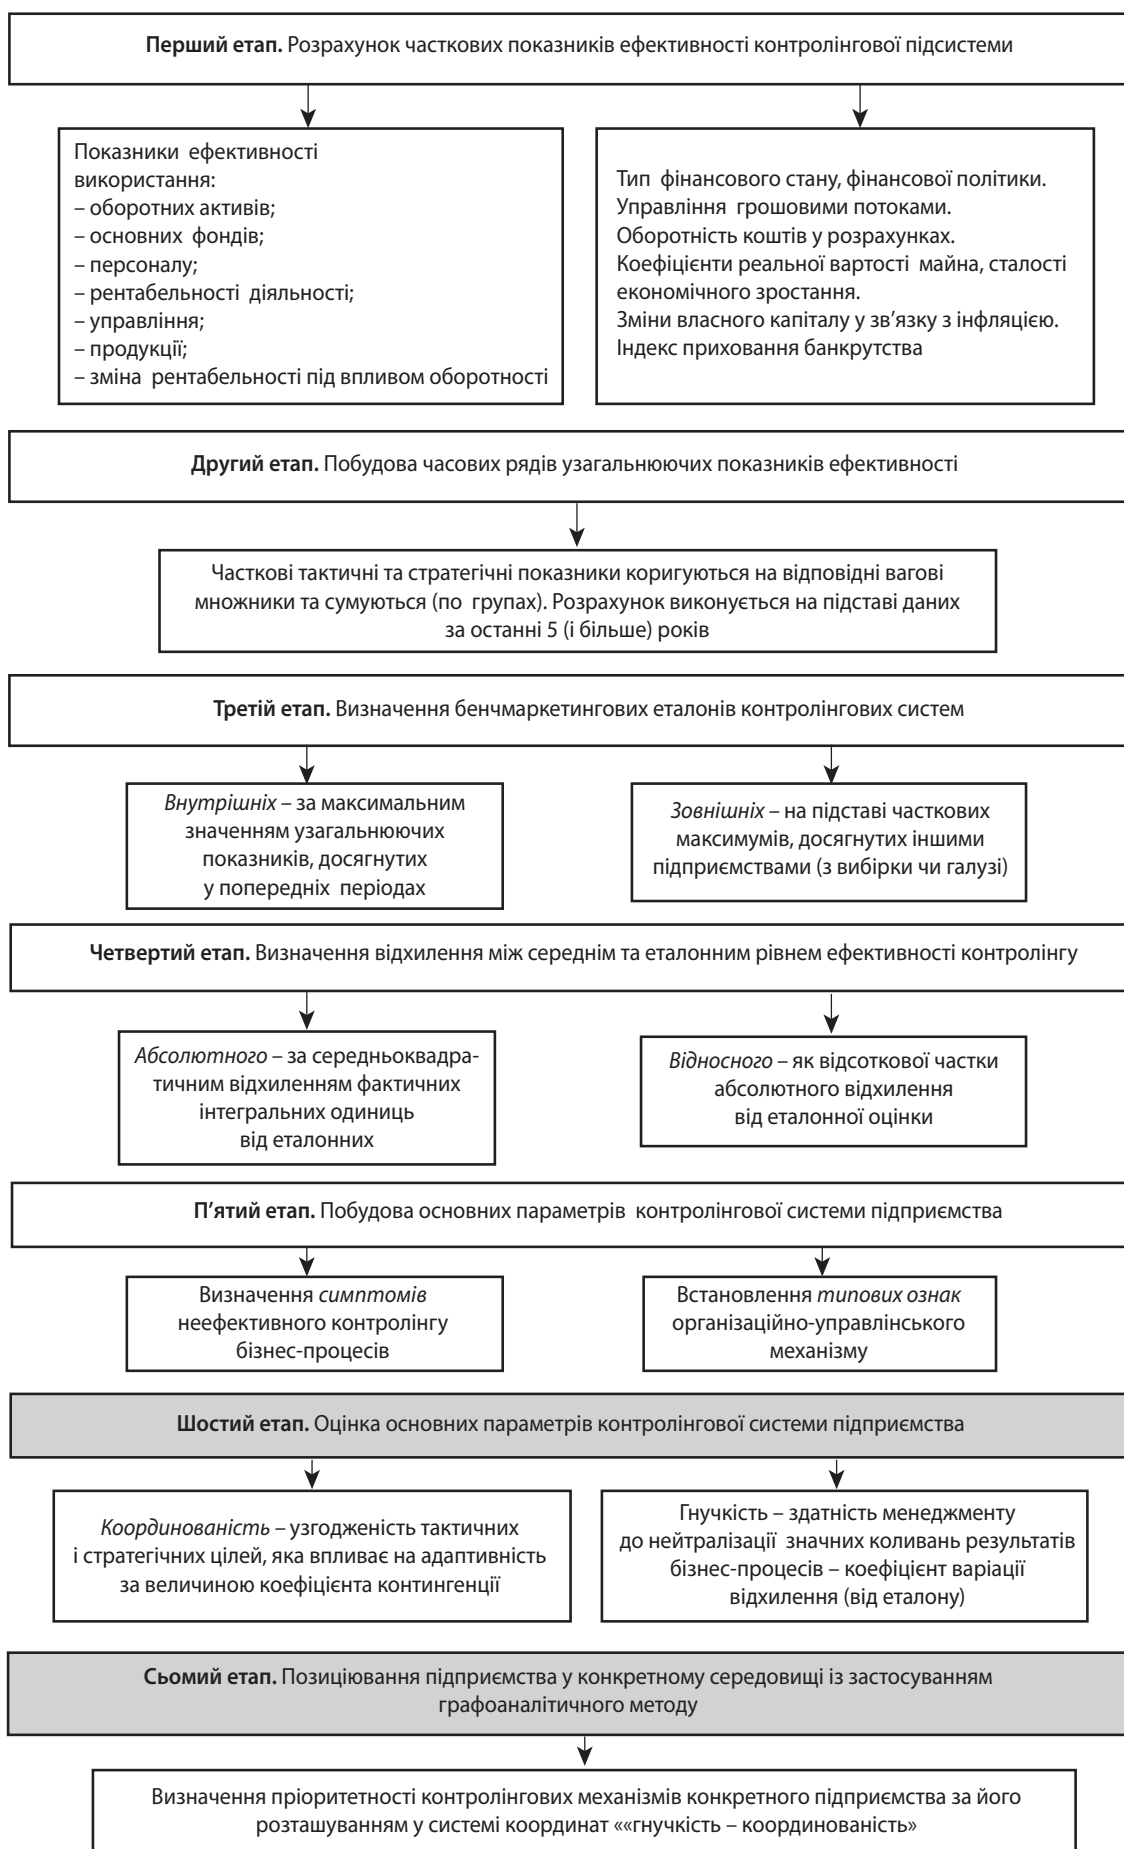 Перший етап. Розрахунок часткових показників ефективності контролінгової підсистеми
Показники ефективності
використання:
– оборотних активів;
– основних фондів;
– персоналу;
– рентабельності діяльності;
– управління;
– продукції;
– зміна рентабельності під впливом оборотності
Тип фінансового стану, фінансової політики.
Управління грошовими потоками.
Оборотність коштів у розрахунках.
Коефіцієнти реальної вартості майна, сталості
економічного зростання.
Зміни власного капіталу у зв'язку з інфляцією.
Індекс приховання банкрутства
Другий етап. Побудова часових рядів узагальнюючих показників ефективності
Часткові тактичні та стратегічні показники коригуються на відповідні вагові
множники та сумуються (по групах). Розрахунок виконується на підставі даних
за останні 5 (і більше) років
Третій етап. Визначення бенчмаркетингових еталонів контролінгових систем
Внутрішніх – за максимальним
значенням узагальнюючих
показників, досягнутих
у попередніх періодах
Зовнішніх – на підставі часткових
максимумів, досягнутих іншими
підприємствами (з вибірки чи галузі)
Четвертий етап. Визначення відхилення між середнім та еталонним рівнем ефективності контролінгу
Абсолютного – за середньоквадра-
тичним відхиленням фактичних
інтегральних одиниць
від еталонних
Відносного – як відсоткової частки
абсолютного відхилення
від еталонної оцінки
П’ятий етап. Побудова основних параметрів контролінгової системи підприємства
Визначення симптомів
неефективного контролінгу
бізнес-процесів
Встановлення типових ознак
організаційно-управлінського
механізму
Шостий етап. Оцінка основних параметрів контролінгової системи підприємства
Координованість – узгодженість тактичних
і стратегічних цілей, яка впливає на адаптивність
за величиною коефіцієнта контингенції
Гнучкість – здатність менеджменту
до нейтралізації значних коливань результатів
бізнес-процесів – коефіцієнт варіації
відхилення (від еталону)
Сьомий етап. Позиціювання підприємства у конкретному середовищі із застосуванням
графоаналітичного методу
Визначення пріоритетності контролінгових механізмів конкретного підприємства за його
розташуванням у системі координат ««гнучкість – координованість»